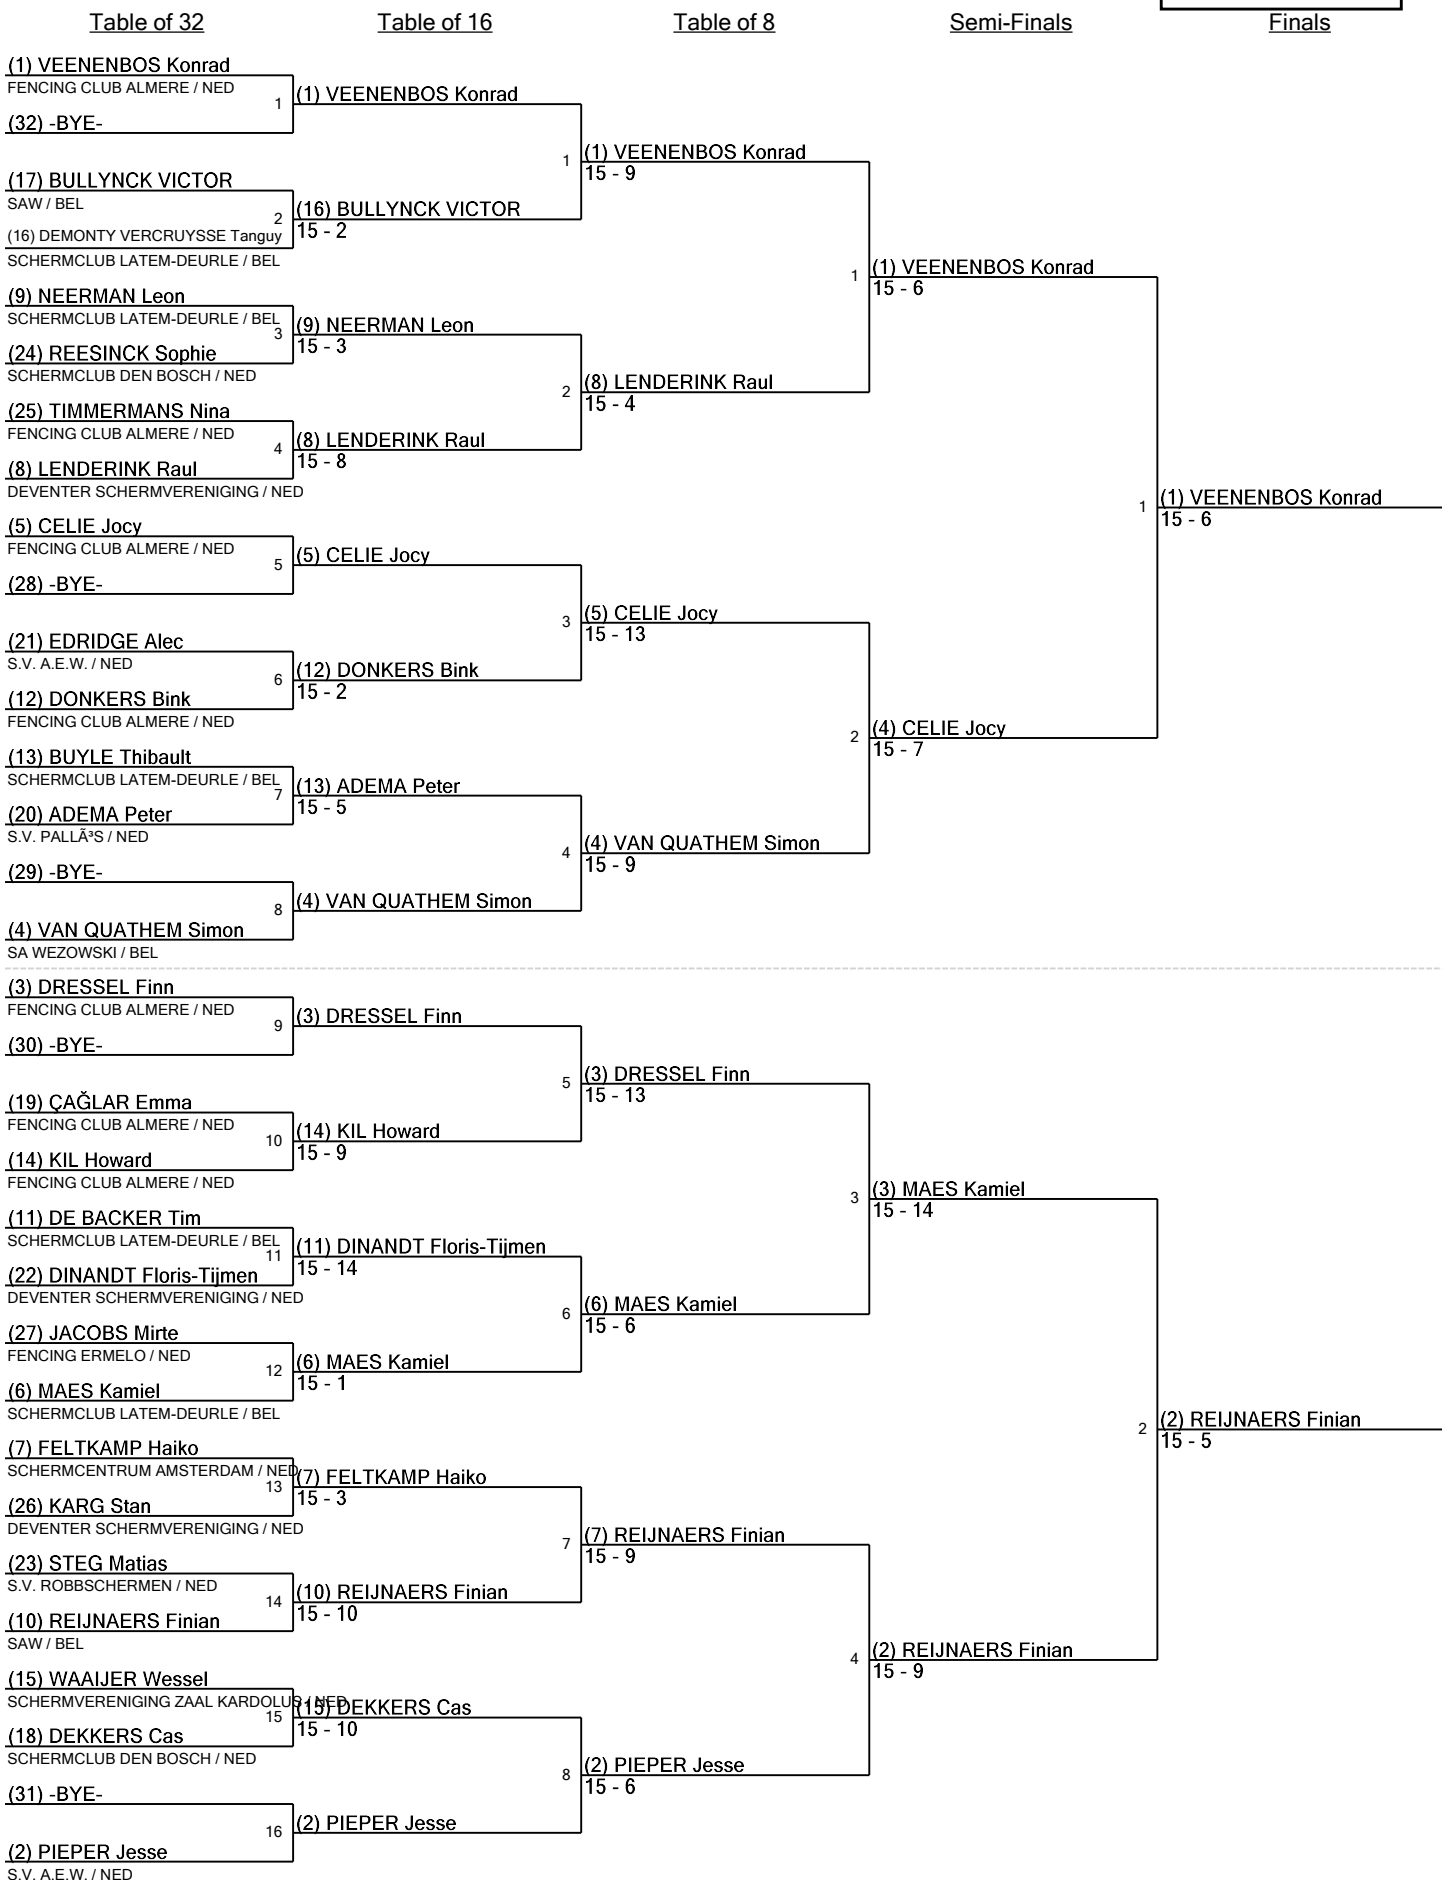 Table of 32
Table of 16
Table of 8
Semi-Finals
Finals
(1) VEENENBOS Konrad
FENCING CLUB ALMERE / NED
1
(32) -BYE-
(17) BULLYNCK VICTOR
SAW / BEL
2
(16) DEMONTY VERCRUYSSE Tanguy
SCHERMCLUB LATEM-DEURLE / BEL
(9) NEERMAN Leon
SCHERMCLUB LATEM-DEURLE / BEL
3
(24) REESINCK Sophie
SCHERMCLUB DEN BOSCH / NED
(25) TIMMERMANS Nina
FENCING CLUB ALMERE / NED
4
(8) LENDERINK Raul
DEVENTER SCHERMVERENIGING / NED
(5) CELIE Jocy
FENCING CLUB ALMERE / NED
5
(28) -BYE-
(21) EDRIDGE Alec
S.V. A.E.W. / NED
6
(12) DONKERS Bink
FENCING CLUB ALMERE / NED
(13) BUYLE Thibault
SCHERMCLUB LATEM-DEURLE / BEL
7
(20) ADEMA Peter
S.V. PALLÃ³S / NED
(29) -BYE-
8
(4) VAN QUATHEM Simon
SA WEZOWSKI / BEL
(3) DRESSEL Finn
FENCING CLUB ALMERE / NED
9
(30) -BYE-
(19) ÇAĞLAR Emma
FENCING CLUB ALMERE / NED
10
(14) KIL Howard
FENCING CLUB ALMERE / NED
(11) DE BACKER Tim
SCHERMCLUB LATEM-DEURLE / BEL
11
(22) DINANDT Floris-Tijmen
DEVENTER SCHERMVERENIGING / NED
(27) JACOBS Mirte
FENCING ERMELO / NED
12
(6) MAES Kamiel
SCHERMCLUB LATEM-DEURLE / BEL
(7) FELTKAMP Haiko
SCHERMCENTRUM AMSTERDAM / NED
13
(26) KARG Stan
DEVENTER SCHERMVERENIGING / NED
(23) STEG Matias
S.V. ROBBSCHERMEN / NED
14
(10) REIJNAERS Finian
SAW / BEL
(15) WAAIJER Wessel
SCHERMVERENIGING ZAAL KARDOLUS / NED
15
(18) DEKKERS Cas
SCHERMCLUB DEN BOSCH / NED
(31) -BYE-
16
(2) PIEPER Jesse
S.V. A.E.W. / NED
(1) VEENENBOS Konrad
1
(16) BULLYNCK VICTOR
15 - 2
(9) NEERMAN Leon
15 - 3
2
(8) LENDERINK Raul
15 - 8
(5) CELIE Jocy
3
(12) DONKERS Bink
15 - 2
(13) ADEMA Peter
15 - 5
4
(4) VAN QUATHEM Simon
(3) DRESSEL Finn
5
(14) KIL Howard
15 - 9
(11) DINANDT Floris-Tijmen
15 - 14
6
(6) MAES Kamiel
15 - 1
(7) FELTKAMP Haiko
15 - 3
7
(10) REIJNAERS Finian
15 - 10
(15) DEKKERS Cas
15 - 10
8
(2) PIEPER Jesse
(1) VEENENBOS Konrad
15 - 9
1
(8) LENDERINK Raul
15 - 4
(5) CELIE Jocy
15 - 13
2
(4) VAN QUATHEM Simon
15 - 9
(3) DRESSEL Finn
15 - 13
3
(6) MAES Kamiel
15 - 6
(7) REIJNAERS Finian
15 - 9
4
(2) PIEPER Jesse
15 - 6
(1) VEENENBOS Konrad
15 - 6
1
(4) CELIE Jocy
15 - 7
(3) MAES Kamiel
15 - 14
2
(2) REIJNAERS Finian
15 - 9
(1) VEENENBOS Konrad
15 - 6
(2) REIJNAERS Finian
15 - 5